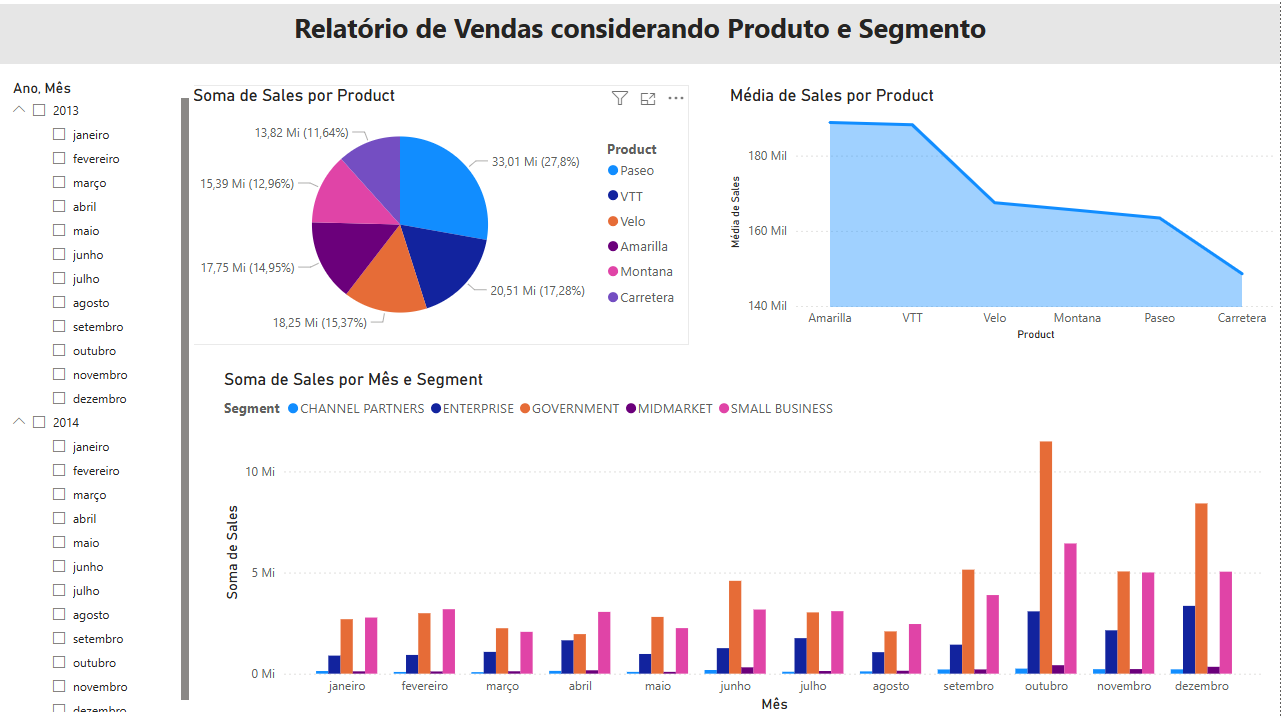 Relatório de Vendas considerando Produto e Segmento
Ano, Mês
2013
janeiro
fevereiro
março
abril
maio
junho
julho
agosto
setembro
outubro
novembro
dezembro
2014
janeiro
fevereiro
março
abril
maio
junho
julho
agosto
setembro
outubro
novembro
dezembro
Soma de Sales por Product
13,82 Mi (11,64%)
33,01 Mi (27,8%)
15,39 Mi (12,96%)
17,75 Mi (14,95%)
20,51 Mi (17,28%)
18,25 Mi (15,37%)
Product
Paseo
VTT
Velo
Amarilla
Montana
Carretera
Média de Sales por Product
Média de Sales
180 Mil
160 Mil
140 Mil
Amarilla VTT Velo Montana Paseo Carretera
Product
Soma de Sales por Mês e Segment
Segment CHANNEL PARTNERS ENTERPRISE GOVERNMENT MIDMARKET SMALL BUSINESS
Soma de Sales
10 Mi
5 Mi
0 Mi
janeiro fevereiro março abril maio junho julho agosto setembro outubro novembro dezembro
Mês